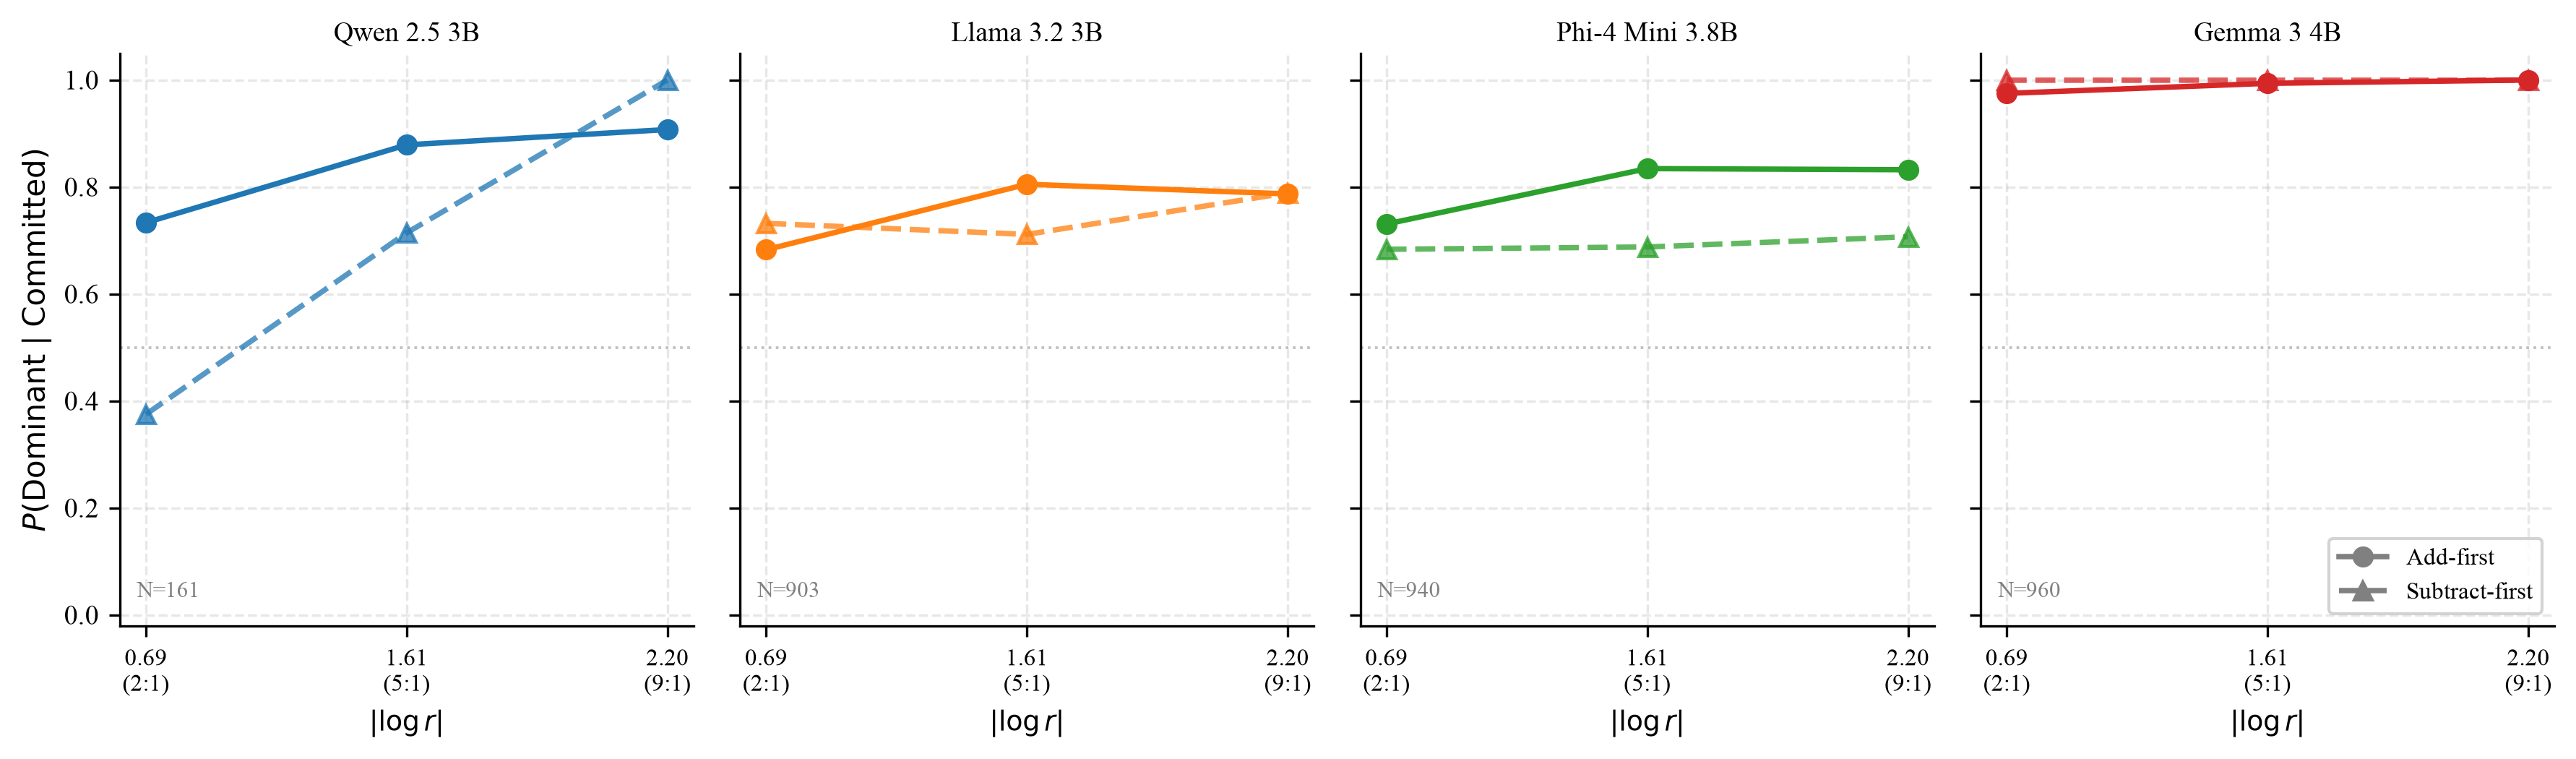 Qwen 2.5 3B
Llama 3.2 3B
Phi-4 Mini 3.8B
Gemma 3 4B
P(Dominant | Committed)
1.0
0.8
0.6
0.4
0.2
0.0
N=161
N=903
N=940
N=960
Add-first
Subtract-first
0.69 1.61 2.20
(2:1) (5:1) (9:1)
|log r|
0.69 1.61 2.20
(2:1) (5:1) (9:1)
|log r|
0.69 1.61 2.20
(2:1) (5:1) (9:1)
|log r|
0.69 1.61 2.20
(2:1) (5:1) (9:1)
|log r|